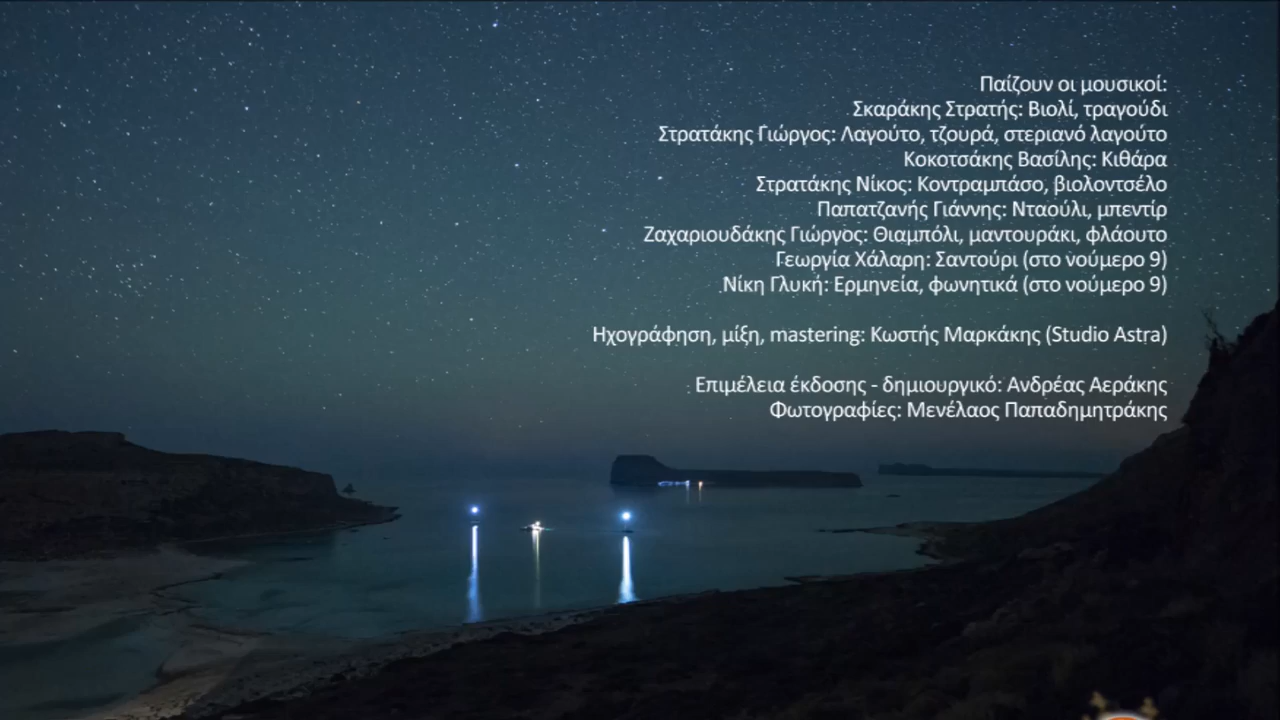 Παίζουν οι μουσικοί:
Σκαράκης Στρατής: Βιολί, τραγούδι
Στρατάκης Γιώργος: Λαγούτο, τζουρά, στεριανό λαγούτο
Κοκοτσάκης Βασίλης: Κιθάρα
Στρατάκης Νίκος: Κοντραμπάσο, βιολοντσέλο
Παπατζανής Γιάννης: Νταούλι, μπεντίρ
Ζαχαριουδάκης Γιώργος: Θιαμπόλι, μαντουράκι, φλάουτο
Γεωργία Χάλαρη: Σαντούρι (στο νούμερο 9)
Νίκη Γλυκή: Ερμηνεία, φωνητικά (στο νούμερο 9)
Ηχογράφηση, μίξη, mastering: Κωστής Μαρκάκης (Studio Astra)
Επιμέλεια έκδοσης - δημιουργικό: Ανδρέας Αεράκης
Φωτογραφίες: Μενέλαος Παπαδημητράκης